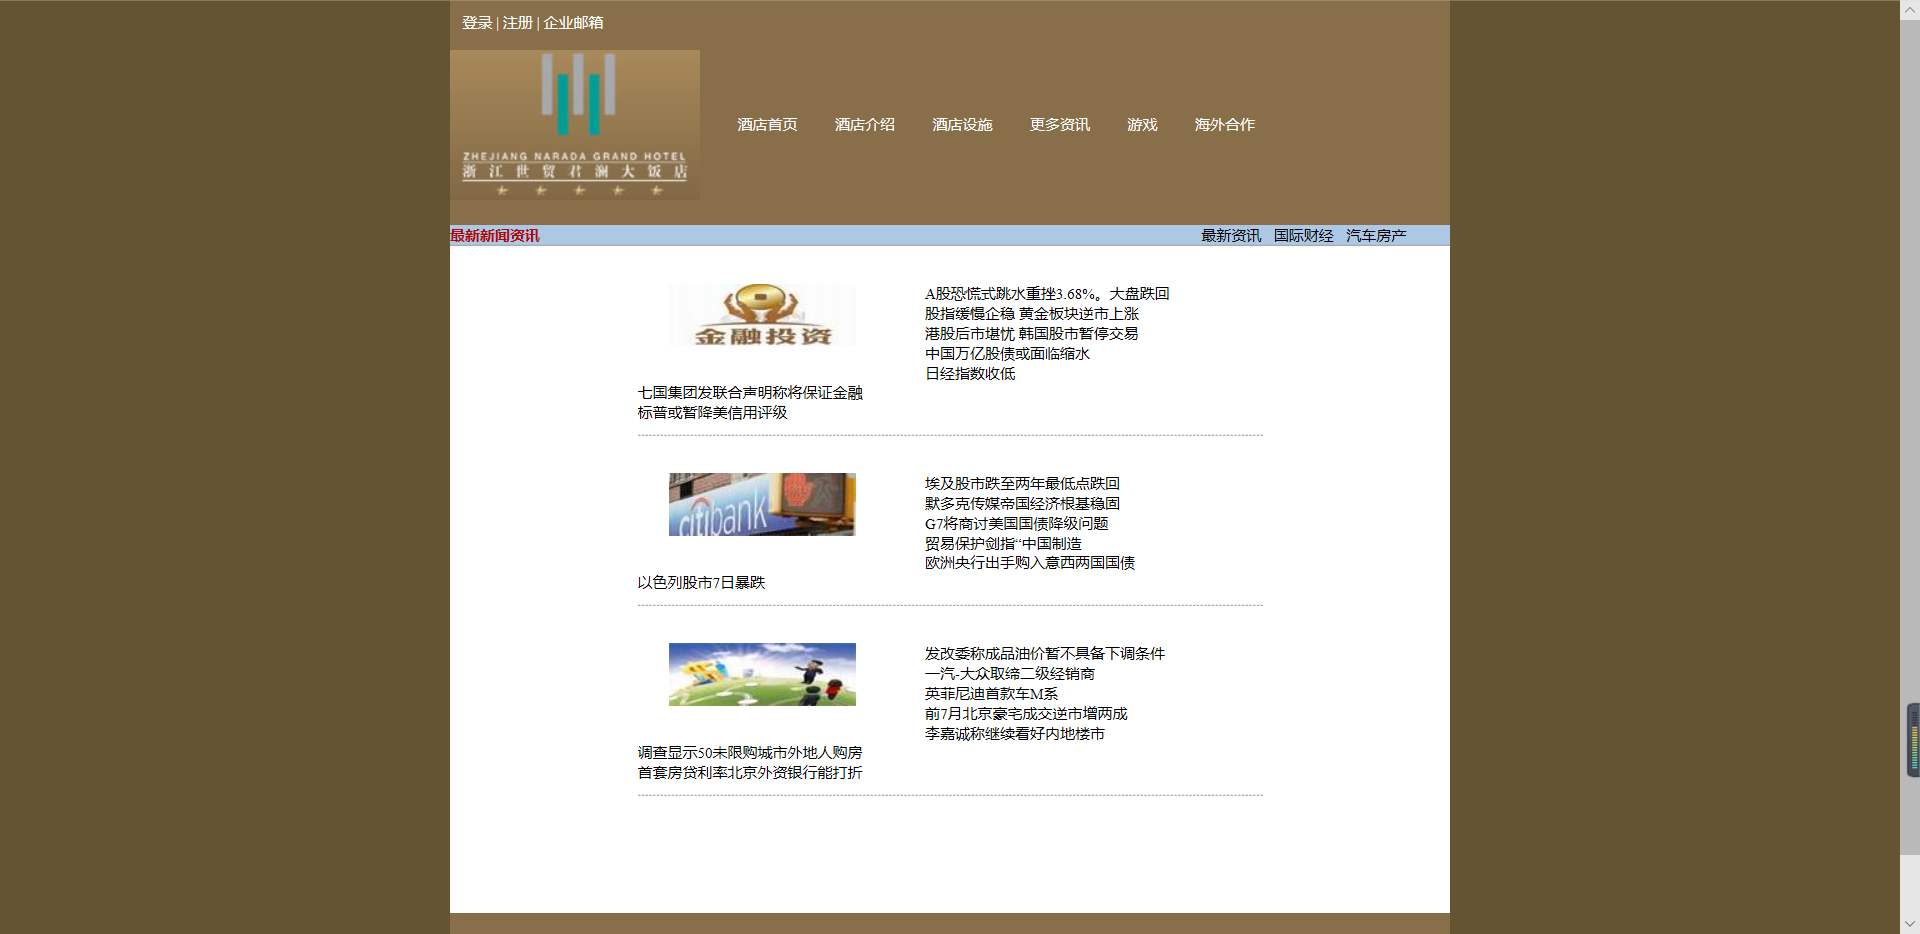 登录 | 注册 | 企业邮箱
ZHEJIANG NARADA GRAND HOTEL
浙江世贸君澜大饭店
酒店首页 酒店介绍 酒店设施 更多资讯 游戏 海外合作
最新新闻资讯
最新资讯 国际财经 汽车房产
金融投资
七国集团发联合声明称将保证金融
标普或暂降美信用评级
A股恐慌式跳水重挫3.68%。大盘跌回
股指缓慢企稳 黄金板块逆市上涨
港股后市堪忧 韩国股市暂停交易
中国万亿股债或面临缩水
日经指数收低
citibank
以色列股市7日暴跌
埃及股市跌至两年最低点跌回
默多克传媒帝国经济根基稳固
G7将商讨美国国债降级问题
贸易保护剑指“中国制造
欧洲央行出手购入意西两国国债
调查显示50未限购城市外地人购房
首套房贷利率北京外资银行能打折
发改委称成品油价暂不具备下调条件
一汽-大众取缔二级经销商
英菲尼迪首款车M系
前7月北京豪宅成交逆市增两成
李嘉诚称继续看好内地楼市